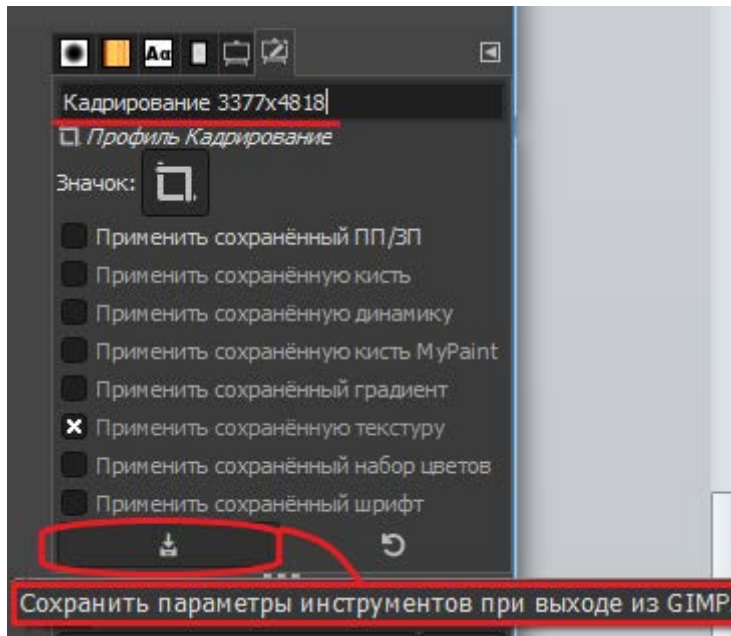 Aa
Кадрирование 3377x4818
Профиль Кадрирование
Значок:
Применить сохранённый ПП/ЗП
Применить сохранённую кисть
Применить сохранённую динамику
Применить сохранённую кисть MyPaint
Применить сохранённый градиент
Применить сохранённую текстуру
Применить сохранённый набор цветов
Применить сохранённый шрифт
Сохранить параметры инструментов при выходе из GIMP.